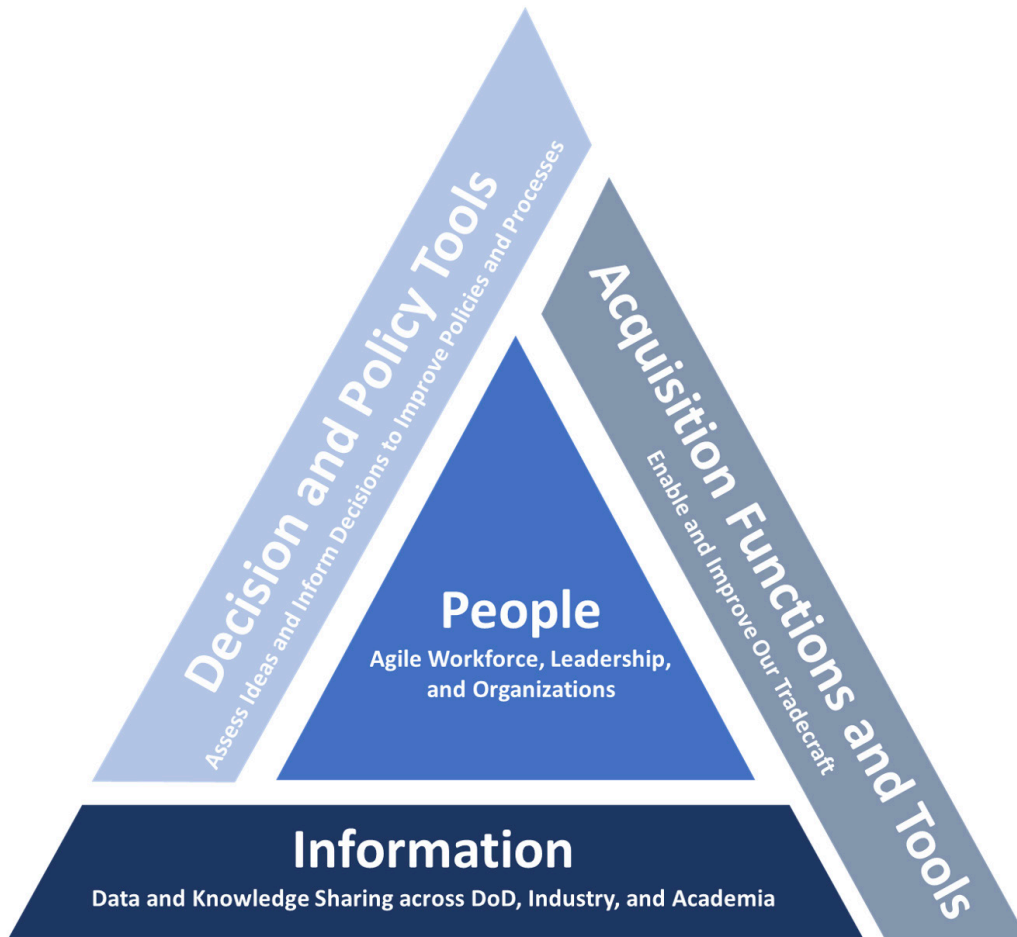 Decision and Policy Tools
Assess Ideas and Inform Decisions to Improve Policies and Processes
Acquisition Functions and Tools
Enable and Improve Our Tradecraft
People
Agile Workforce, Leadership,
and Organizations
Information
Data and Knowledge Sharing across DoD, Industry, and Academia